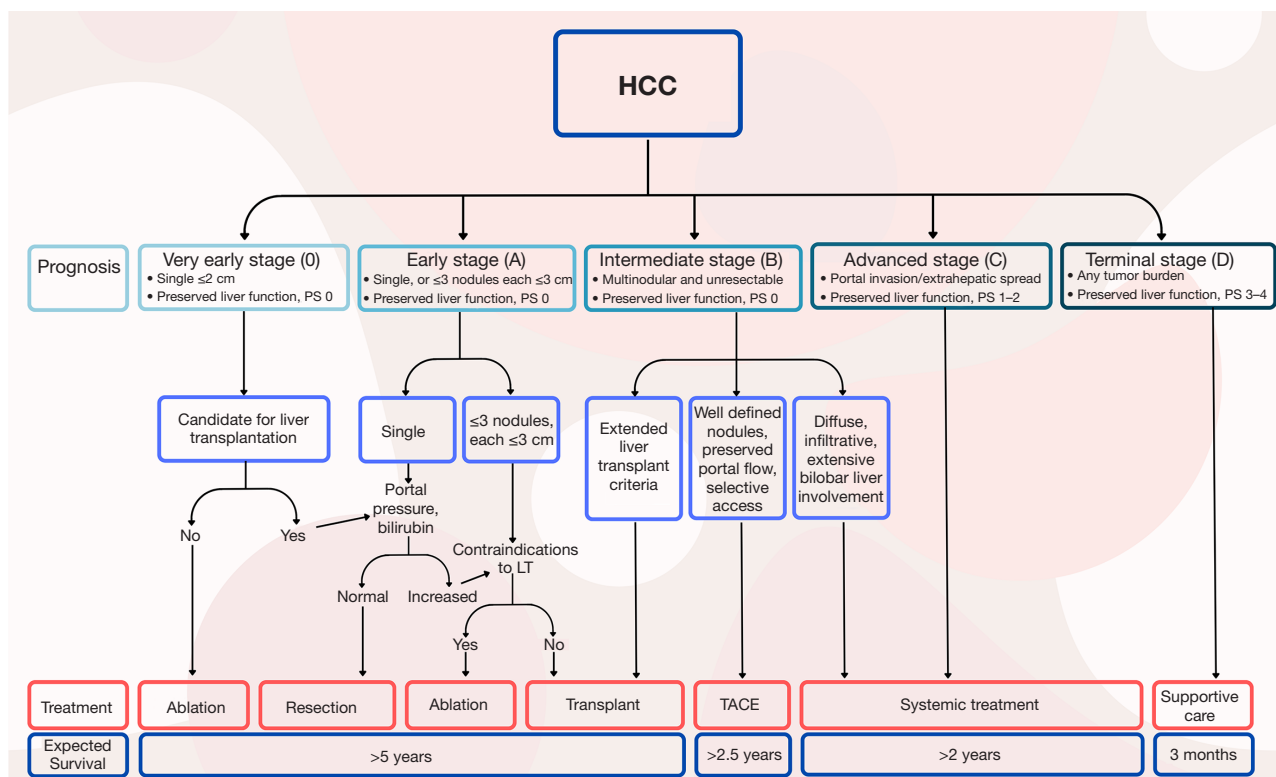 HCC
Prognosis
Very early stage (0)
• Single ≤2 cm
• Preserved liver function, PS 0
Early stage (A)
• Single, or ≤3 nodules each ≤3 cm
• Preserved liver function, PS 0
Intermediate stage (B)
• Multinodular and unresectable
• Preserved liver function, PS 0
Advanced stage (C)
• Portal invasion/extrahepatic spread
• Preserved liver function, PS 1–2
Terminal stage (D)
• Any tumor burden
• Preserved liver function, PS 3–4
Candidate for liver
transplantation
Single
≤3 nodules,
each ≤3 cm
Extended
liver
transplant
criteria
Well defined
nodules,
preserved
portal flow,
selective
access
Diffuse,
infiltrative,
extensive
bilobar liver
involvement
No
Yes
Portal
pressure,
bilirubin
Normal
Increased
Contraindications
to LT
Yes
No
Treatment
Ablation
Resection
Ablation
Transplant
TACE
Systemic treatment
Supportive
care
Expected
Survival
>5 years
>2.5 years
>2 years
3 months